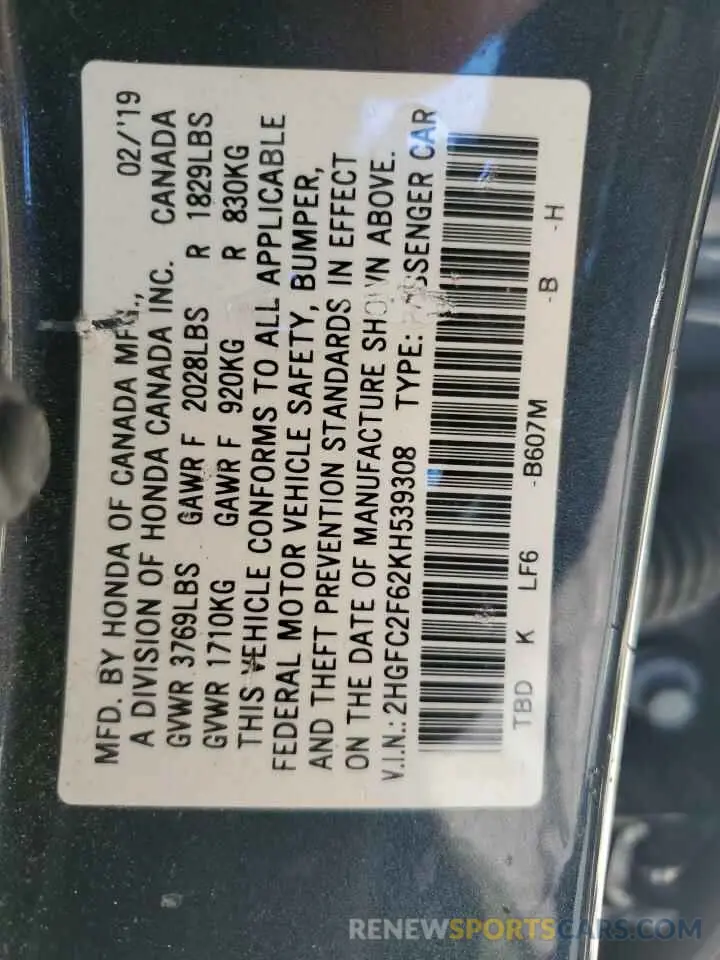 MFD. BY HONDA OF CANADA MFG., 02/'19
A DIVISION OF HONDA CANADA INC. CANADA
GVWR 3769LBS GAWR F 2028LBS R 1829LBS
GVWR 1710KG GAWR F 920KG R 830KG
THIS VEHICLE CONFORMS TO ALL APPLICABLE
FEDERAL MOTOR VEHICLE SAFETY, BUMPER,
AND THEFT PREVENTION STANDARDS IN EFFECT
ON THE DATE OF MANUFACTURE SHOWN ABOVE.
V.I.N.: 2HGFC2F62KH539308 TYPE: PASSENGER CAR
TBD K LF6 -B607M -B -H
RENEWSPORTSCARS.COM